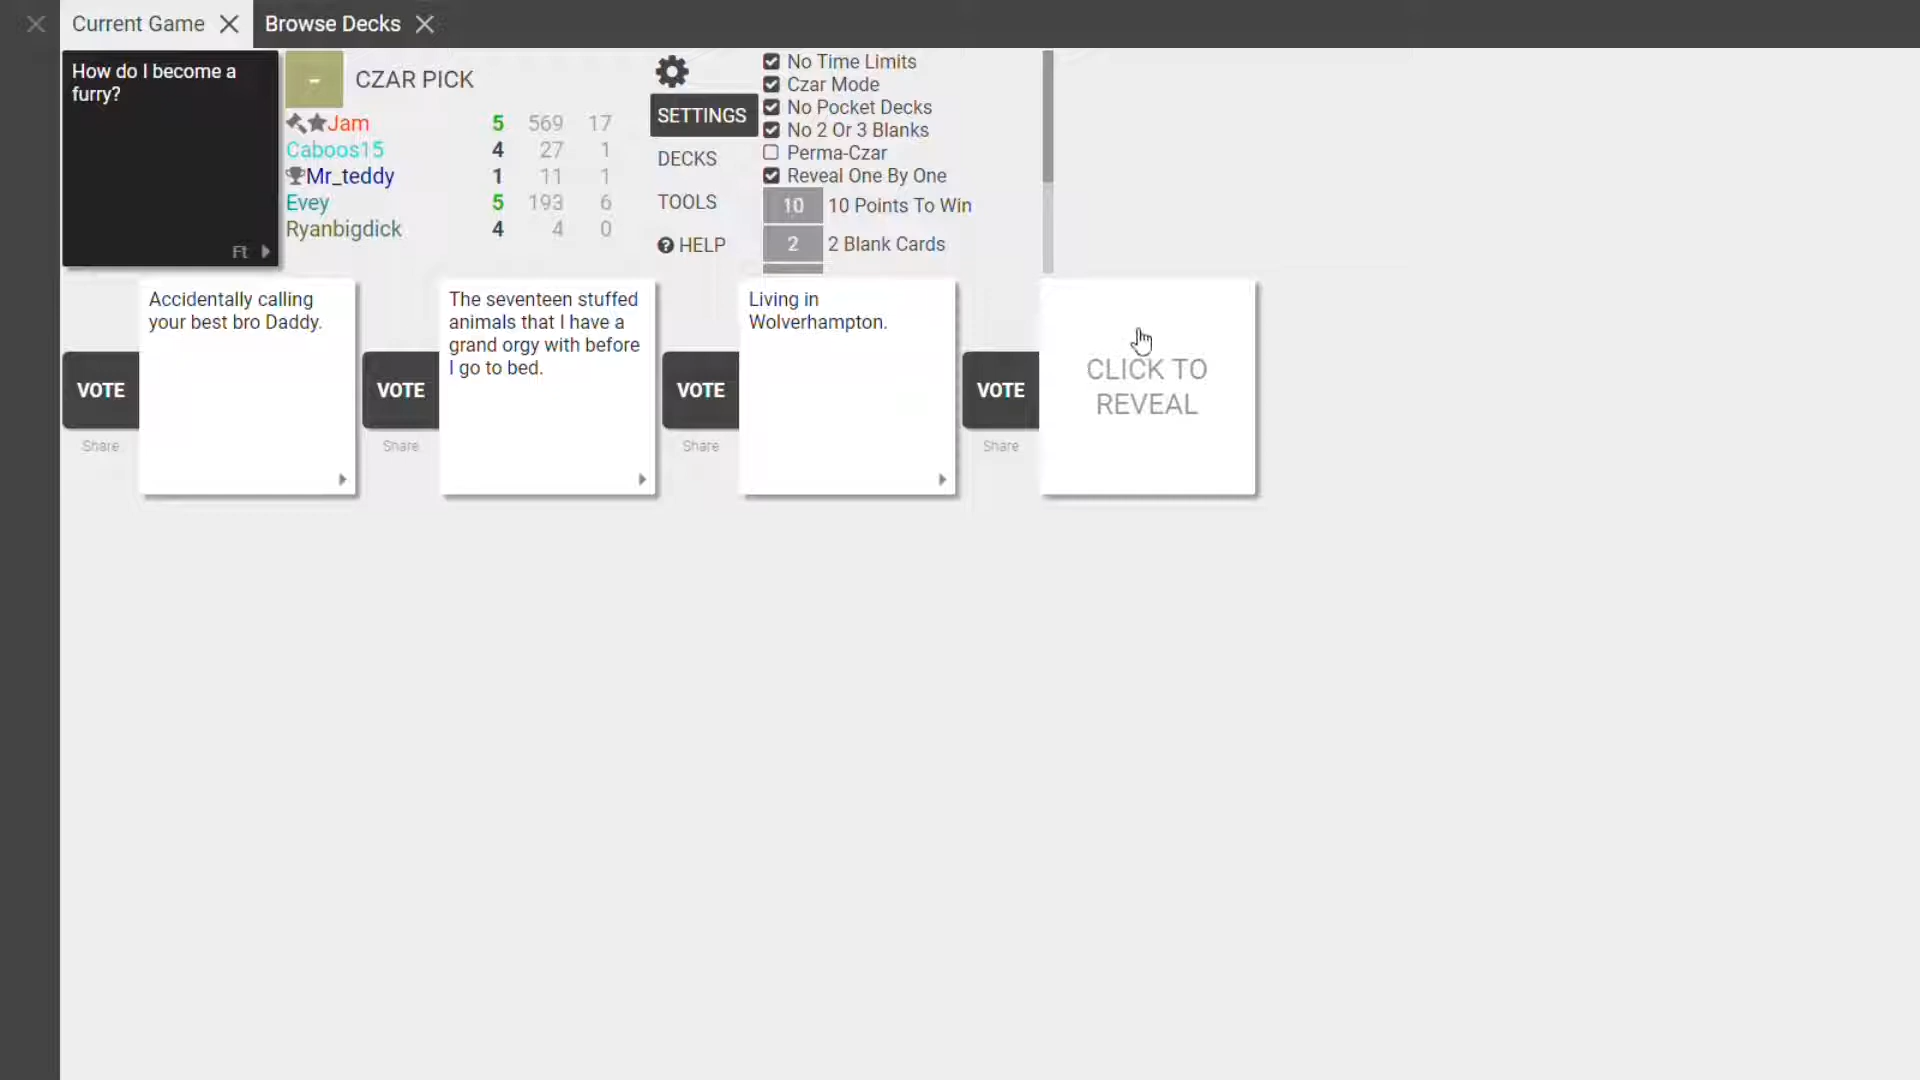 Current Game
Browse Decks
How do I become a
furry?
Ft
-
CZAR PICK
Jam 5 569 17
Caboos15 4 27 1
Mr_teddy 1 11 1
Evey 5 193 6
Ryanbigdick 4 4 0
SETTINGS
DECKS
TOOLS
HELP
No Time Limits
Czar Mode
No Pocket Decks
No 2 Or 3 Blanks
Perma-Czar
Reveal One By One
10 10 Points To Win
2 2 Blank Cards
VOTE
Share
Accidentally calling
your best bro Daddy.
VOTE
Share
The seventeen stuffed
animals that I have a
grand orgy with before
I go to bed.
VOTE
Share
Living in
Wolverhampton.
VOTE
Share
CLICK TO
REVEAL